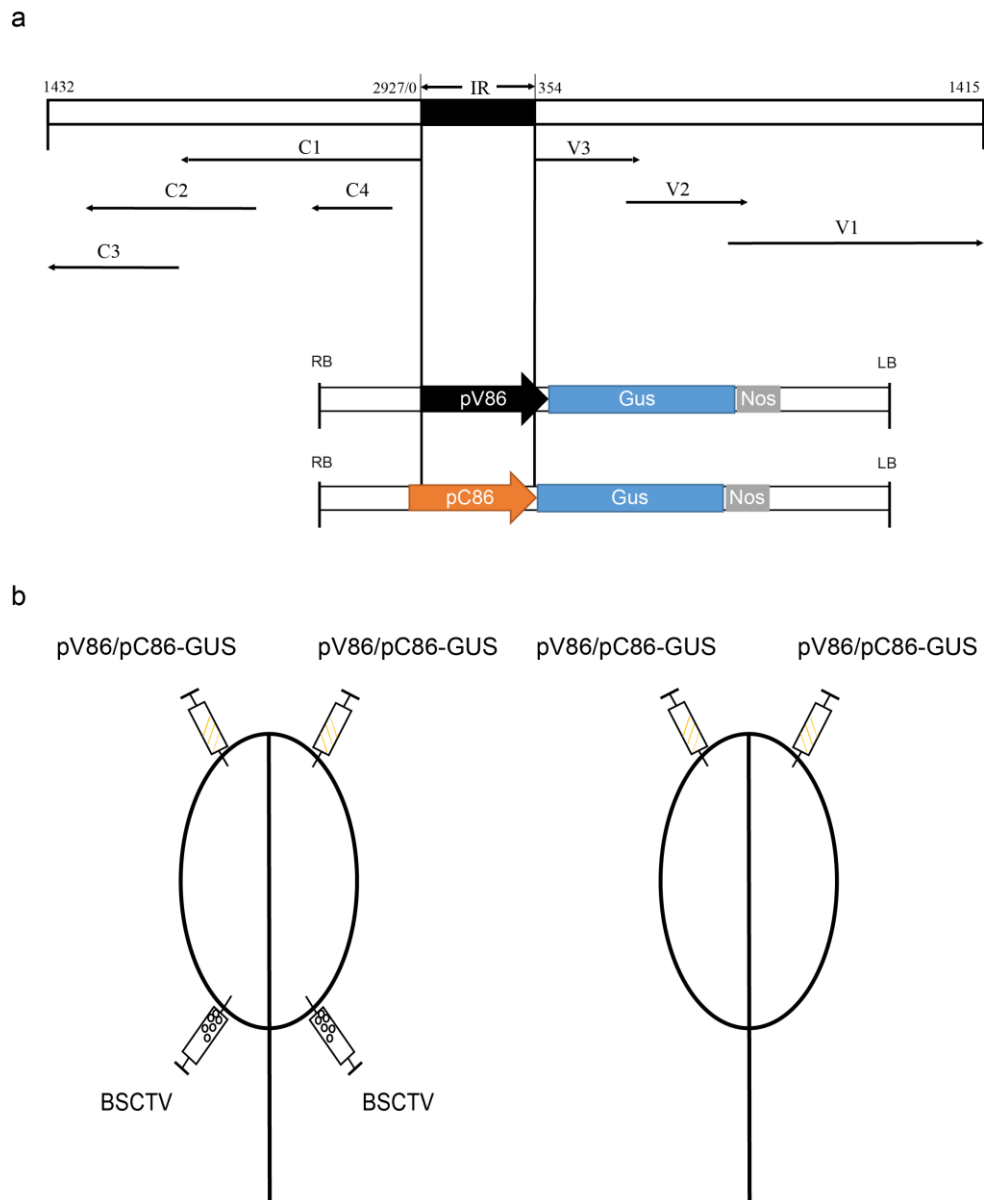 a
1432 2927/0 IR 354 1415
C1 V3
C2 C4 V2
C3 V1
RB LB
pV86 Gus Nos
RB LB
pC86 Gus Nos
b
pV86/pC86-GUS pV86/pC86-GUS pV86/pC86-GUS pV86/pC86-GUS
BSCTV BSCTV